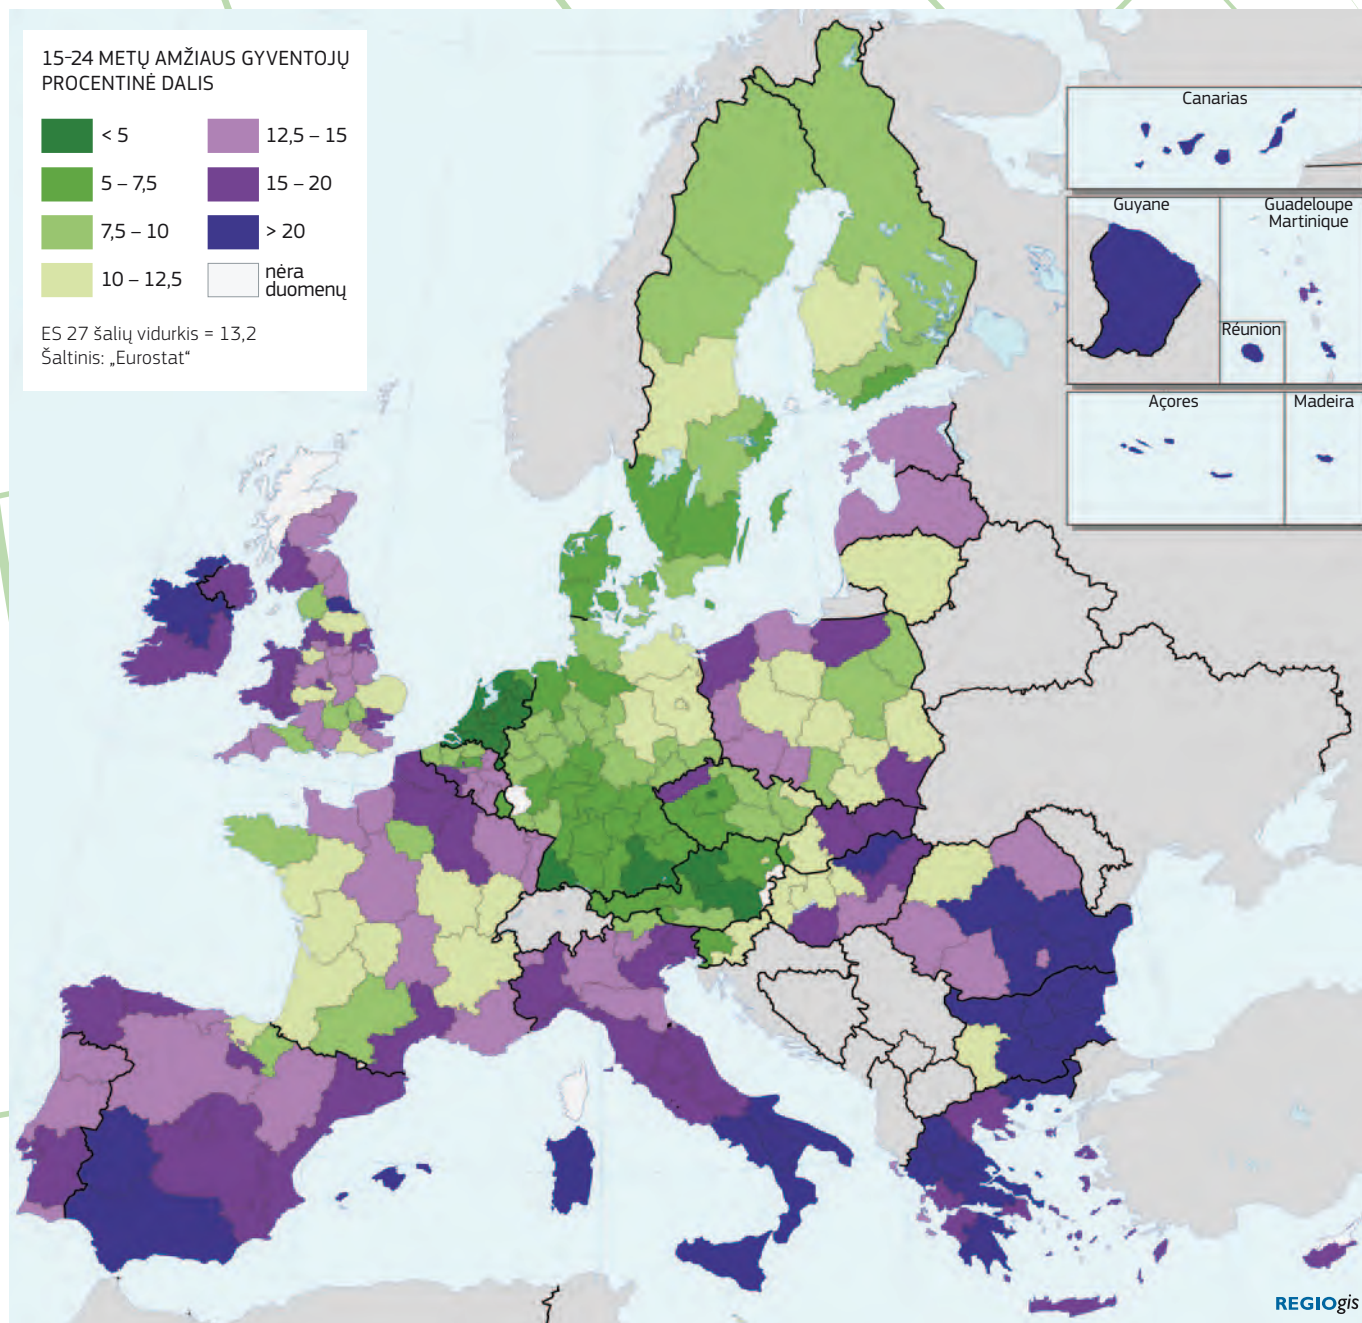 15-24 METŲ AMŽIAUS GYVENTOJŲ
PROCENTINĖ DALIS
< 5
5 – 7,5
7,5 – 10
10 – 12,5
12,5 – 15
15 – 20
> 20
nėra
duomenų
ES 27 šalių vidurkis = 13,2
Šaltinis: „Eurostat“
Canarias
Guyane
Guadeloupe
Martinique
Réunion
Açores
Madeira
REGIOgis